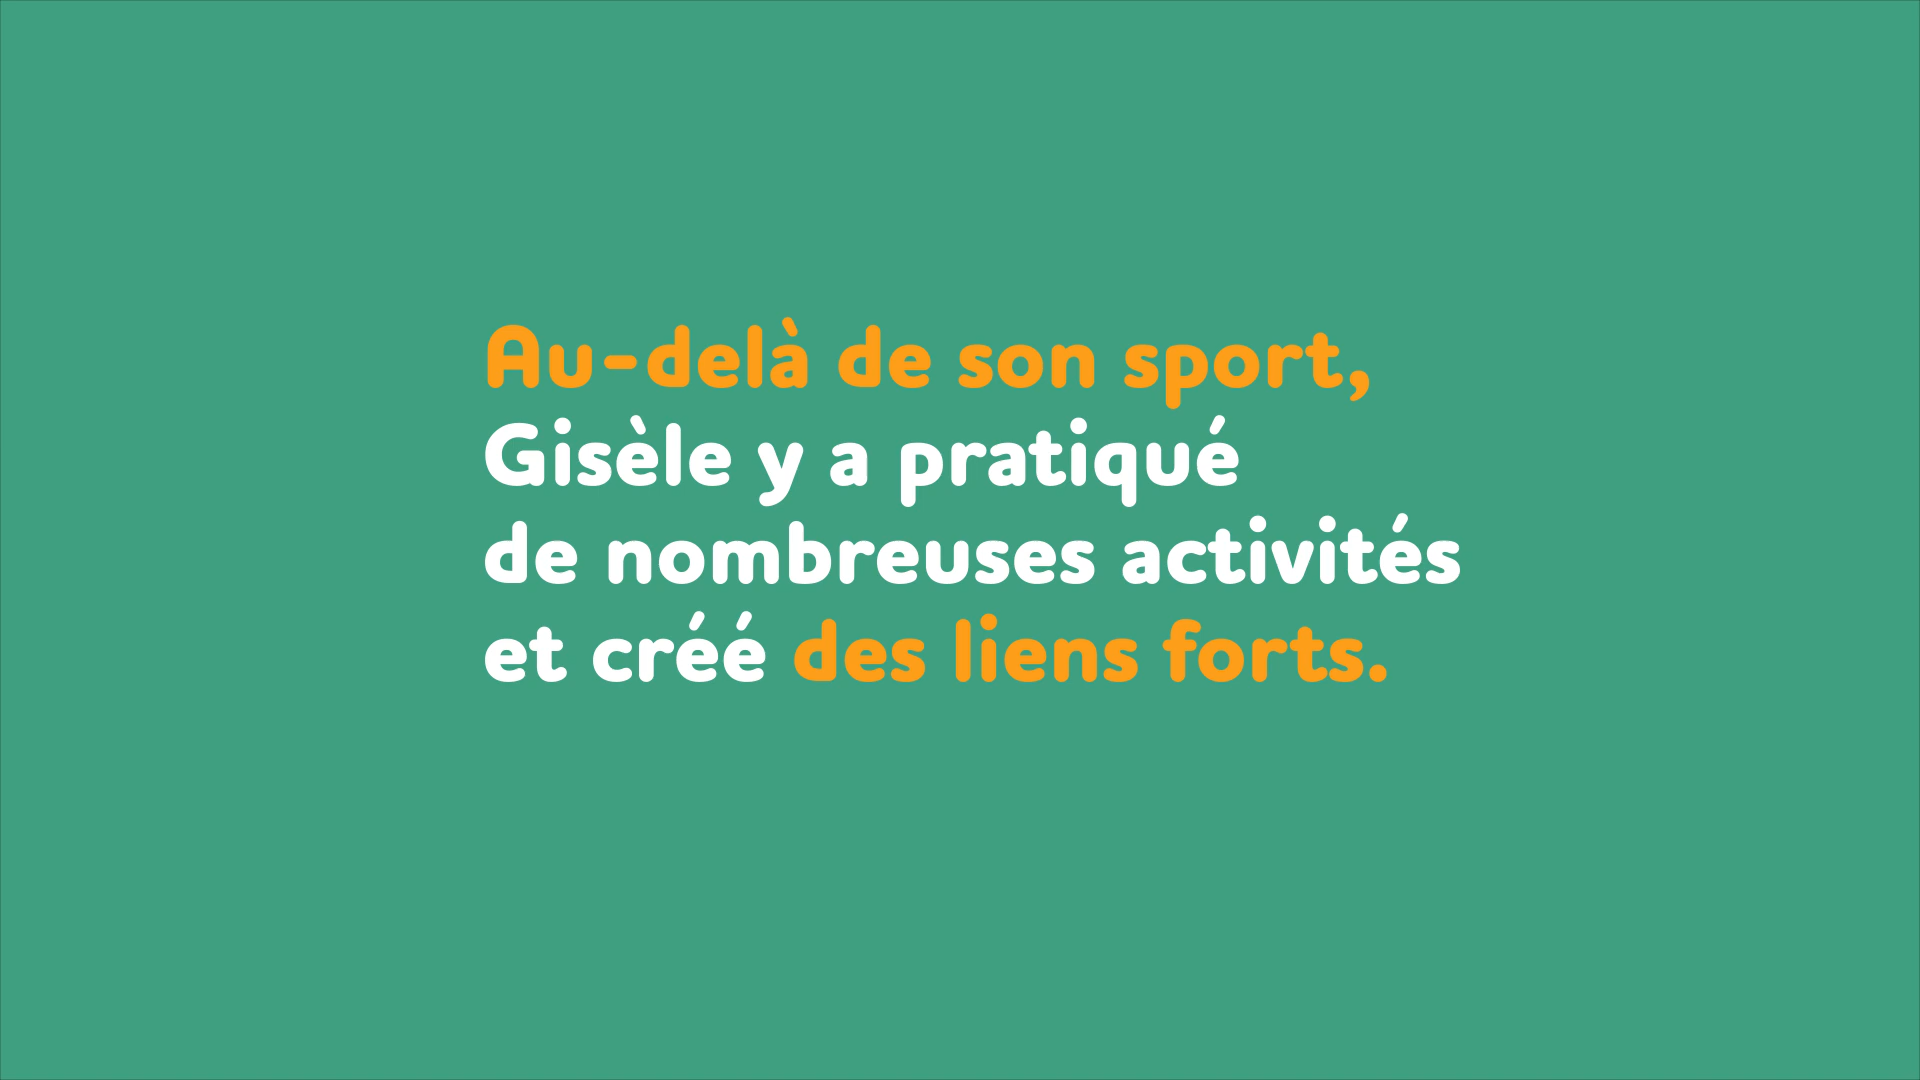 Au-delà de son sport,
Gisèle y a pratiqué
de nombreuses activités
et créé des liens forts.